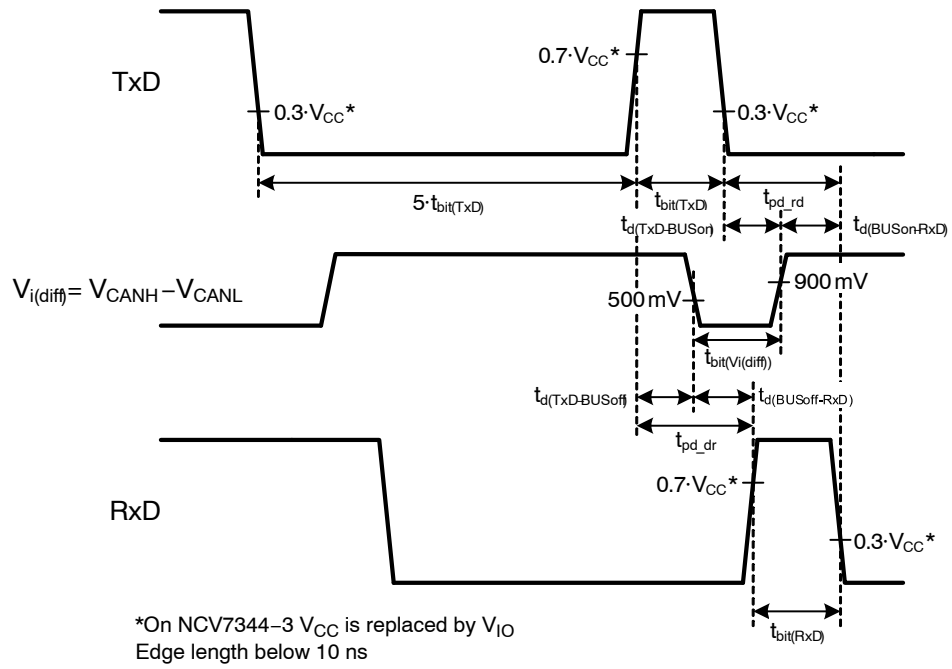 TxD
0.3·V_CC*
0.7·V_CC*
0.3·V_CC*
5·t_bit(TxD)
t_bit(TxD)
t_pd_rd
t_d(TxD-BUSon)
t_d(BUSon-RxD)
V_i(diff) = V_CANH −V_CANL
500 mV
900 mV
t_bit(Vi(diff))
t_d(TxD-BUSoff)
t_d(BUSoff-RxD)
t_pd_dr
RxD
0.7·V_CC*
0.3·V_CC*
t_bit(RxD)
*On NCV7344−3 V_CC is replaced by V_IO
Edge length below 10 ns